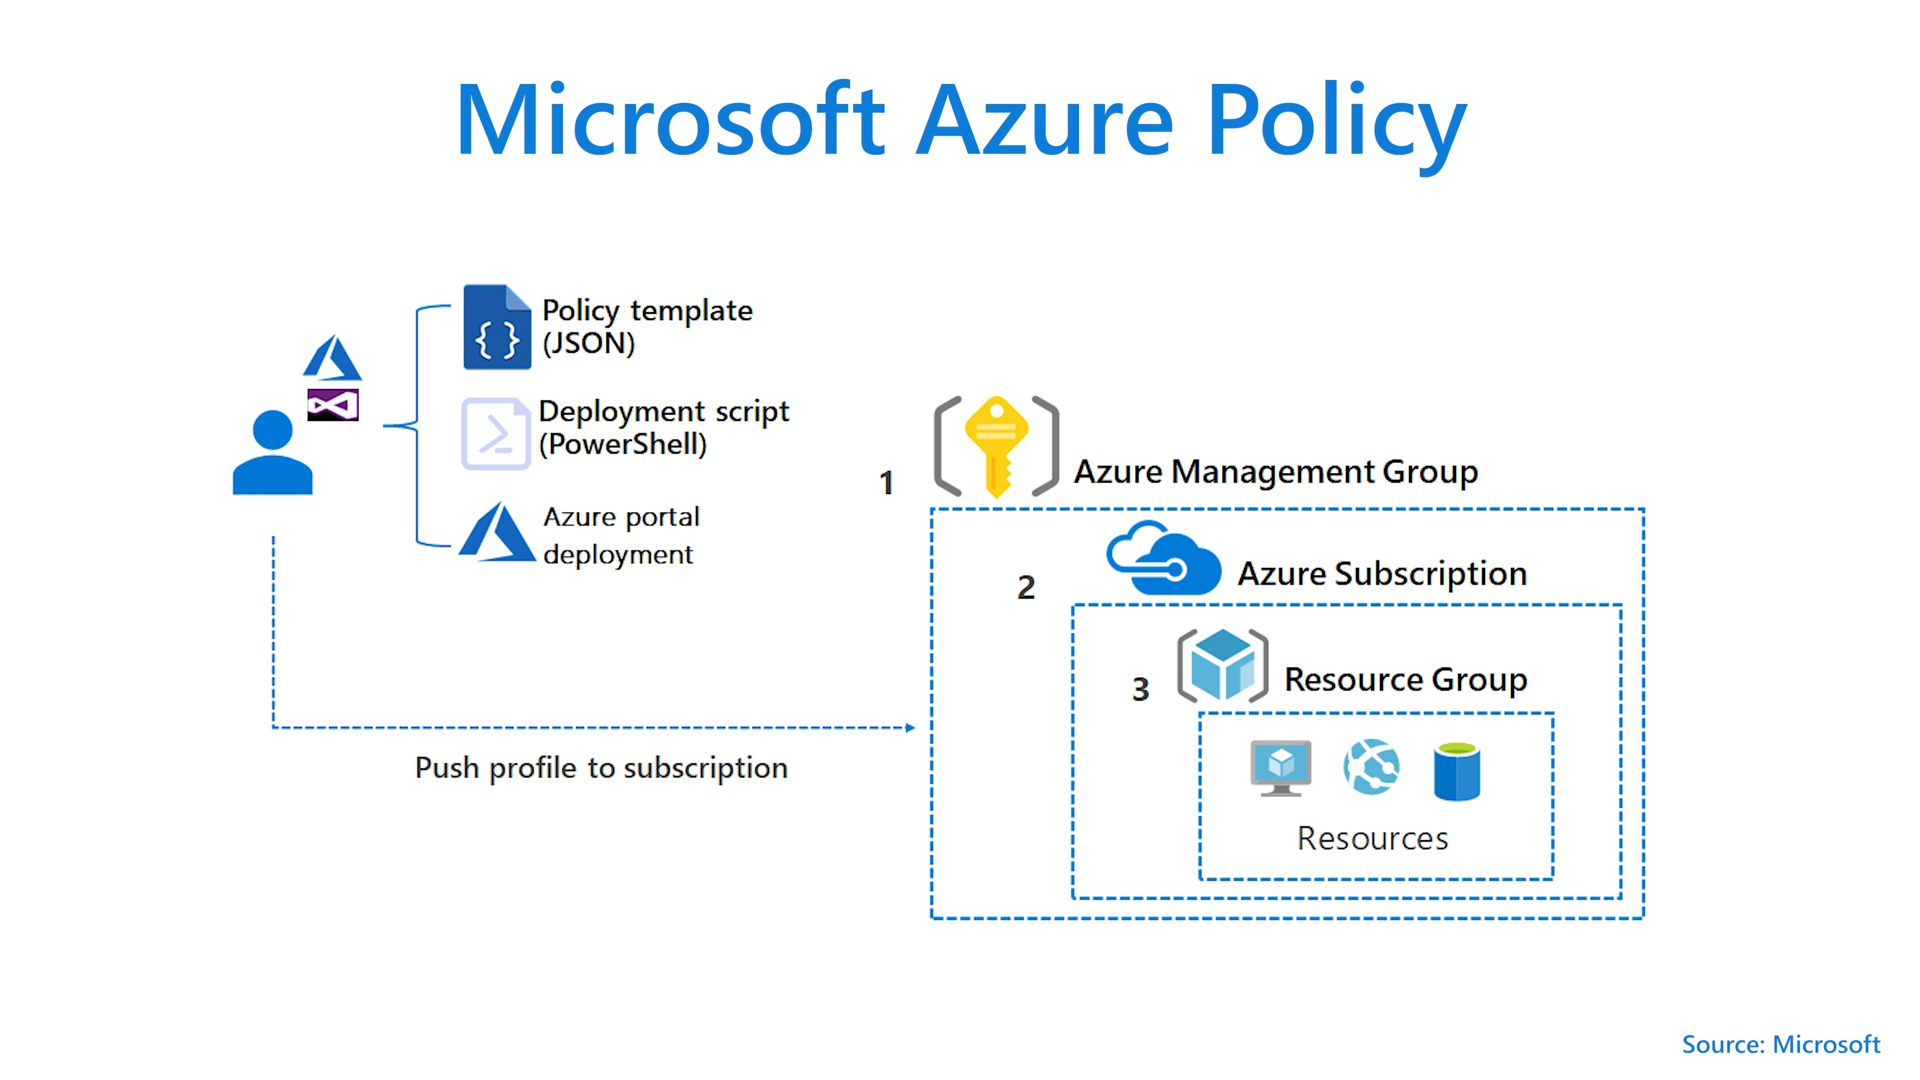 Microsoft Azure Policy
Policy template
(JSON)
Deployment script
(PowerShell)
Azure portal
deployment
Push profile to subscription
1
Azure Management Group
2
Azure Subscription
3
Resource Group
Resources
Source: Microsoft